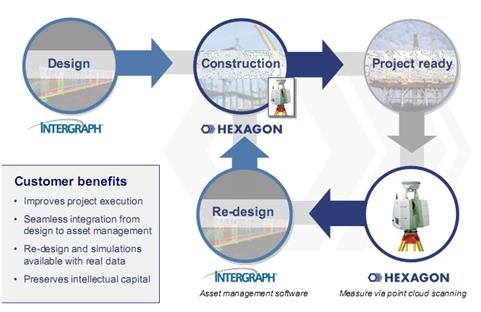 Design
Construction
Project ready
INTERGRAPH
HEXAGON
Customer benefits
• Improves project execution
• Seamless integration from
design to asset management
• Re-design and simulations
available with real data
• Preserves intellectual capital
Re-design
INTERGRAPH
HEXAGON
Asset management software
Measure via point cloud scanning